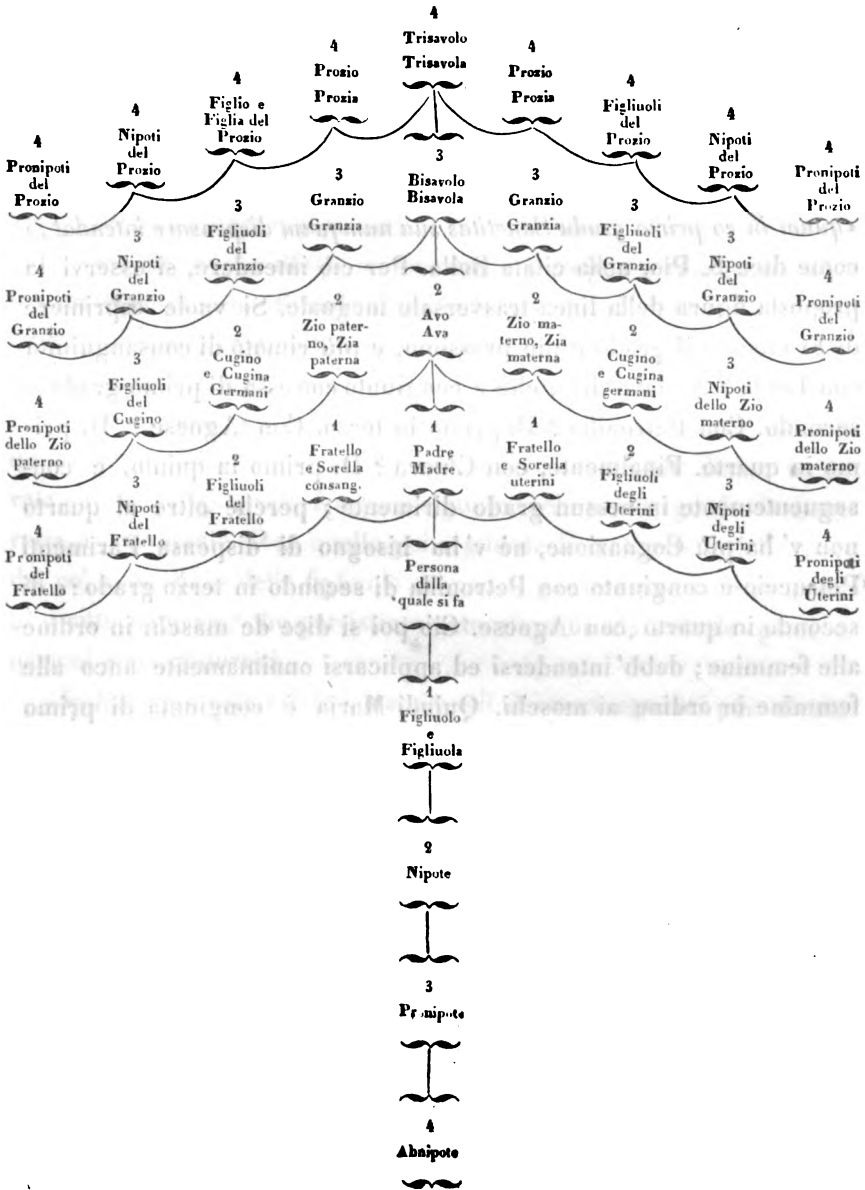 4
Trisavolo
Trisavola
4
Prozio
Prozia
4
Prozio
Prozia
4
Figlio e
Figlia del
Prozio
4
Figliuoli
del
Prozio
4
Nipoti
del
Prozio
4
Nipoti
del
Prozio
4
Pronipoti
del
Prozio
4
Pronipoti
del
Prozio
3
Bisavolo
Bisavola
3
Granzio
Granzia
3
Granzio
Granzia
3
Figliuoli
del
Granzio
3
Figliuoli
del
Granzio
3
Nipoti
del
Granzio
3
Nipoti
del
Granzio
4
Pronipoti
del
Granzio
4
Pronipoti
del
Granzio
2
Avo
Ava
2
Zio pater-
no, Zia
paterna
2
Zio ma-
terno, Zia
materna
2
Cugino
e Cugina
Germani
2
Cugino
e Cugina
germani
3
Figliuoli
del
Cugino
3
Nipoti
dello Zio
materno
4
Pronipoti
dello Zio
paterno
4
Pronipoti
dello Zio
materno
1
Padre
Madre
1
Fratello
e Sorella
consang.
1
Fratello
e Sorella
uterini
2
Figliuoli
del
Fratello
2
Figliuoli
degli
Uterini
3
Nipoti
del
Fratello
3
Nipoti
degli
Uterini
4
Pronipoti
del
Fratello
4
Pronipoti
degli
Uterini
Persona
dalla
quale si fa
1
Figliuolo
e
Figliuola
2
Nipote
3
Pronipote
4
Abnipote